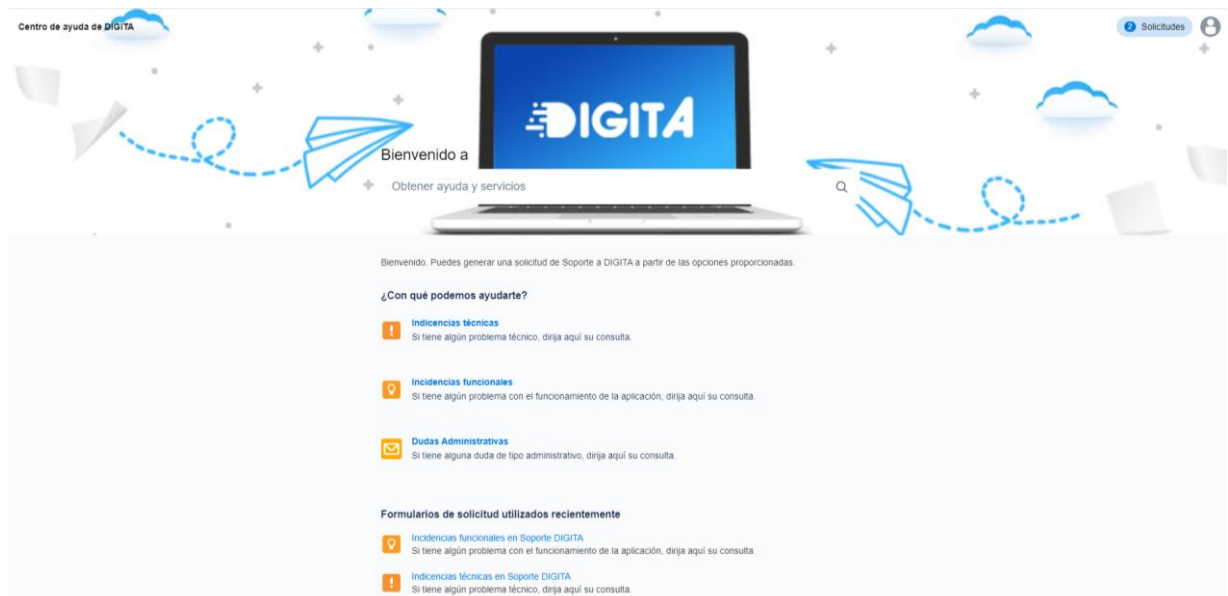 Centro de ayuda de DIGITA
2 Solicitudes
DIGITA
Bienvenido a
Obtener ayuda y servicios
Bienvenido. Puedes generar una solicitud de Soporte a DIGITA a partir de las opciones proporcionadas.
¿Con qué podemos ayudarte?
Indicencias técnicas
Si tiene algún problema técnico, dirija aquí su consulta.
Incidencias funcionales
Si tiene algún problema con el funcionamiento de la aplicación, dirija aquí su consulta.
Dudas Administrativas
Si tiene alguna duda de tipo administrativo, dirija aquí su consulta.
Formularios de solicitud utilizados recientemente
Incidencias funcionales en Soporte DIGITA
Si tiene algún problema con el funcionamiento de la aplicación, dirija aquí su consulta.
Indicencias técnicas en Soporte DIGITA
Si tiene algún problema técnico, dirija aquí su consulta.